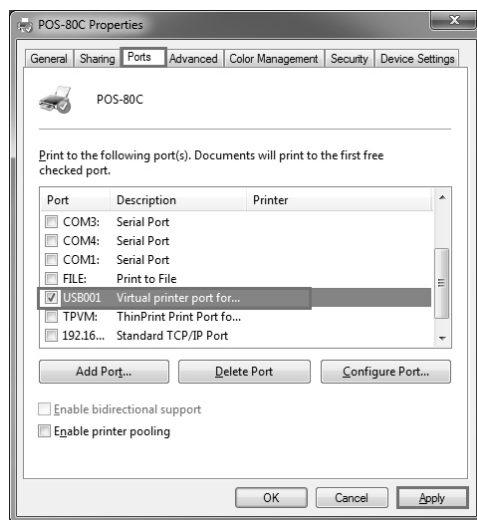 POS-80C Properties
General Sharing Ports Advanced Color Management Security Device Settings
POS-80C
Print to the following port(s). Documents will print to the first free
checked port.
Port Description Printer
COM3: Serial Port
COM4: Serial Port
COM1: Serial Port
FILE: Print to File
USB001 Virtual printer port for...
TPVM: ThinPrint Print Port fo...
192.16... Standard TCP/IP Port
Add Port... Delete Port Configure Port...
Enable bidirectional support
Enable printer pooling
OK Cancel Apply